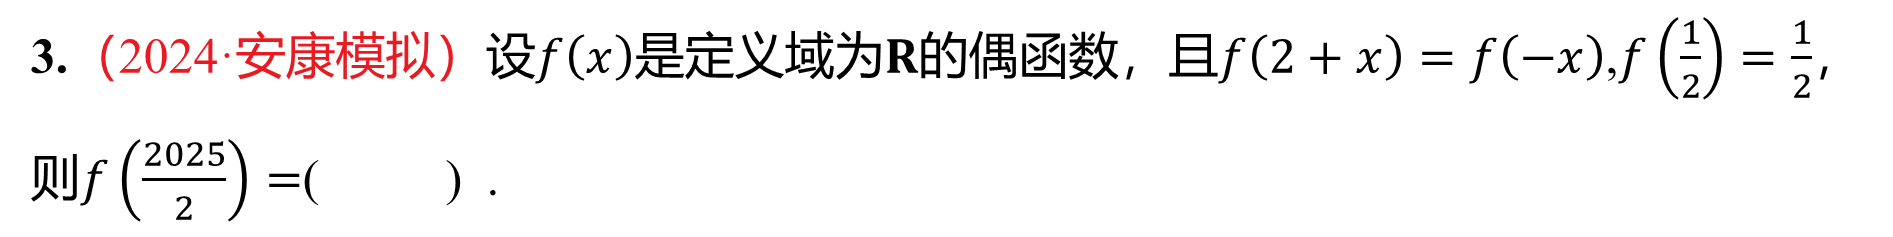 3.（2024·安康模拟）设f(x)是定义域为R的偶函数，且f(2 + x) = f(−x),f(1/2) = 1/2,
则f(2025/2) =(  ) .